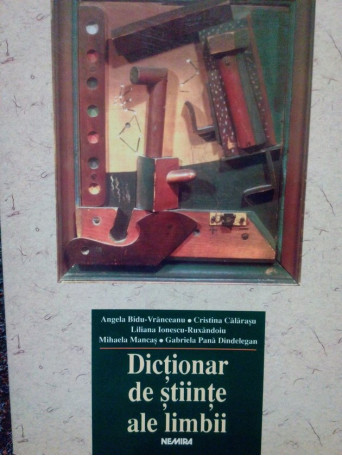 Angela Bidu-Vrănceanu • Cristina Călărașu
Liliana Ionescu-Ruxăndoiu
Mihaela Mancaș • Gabriela Pană Dindelegan
Dicționar
de științe
ale limbii
NEMIRA